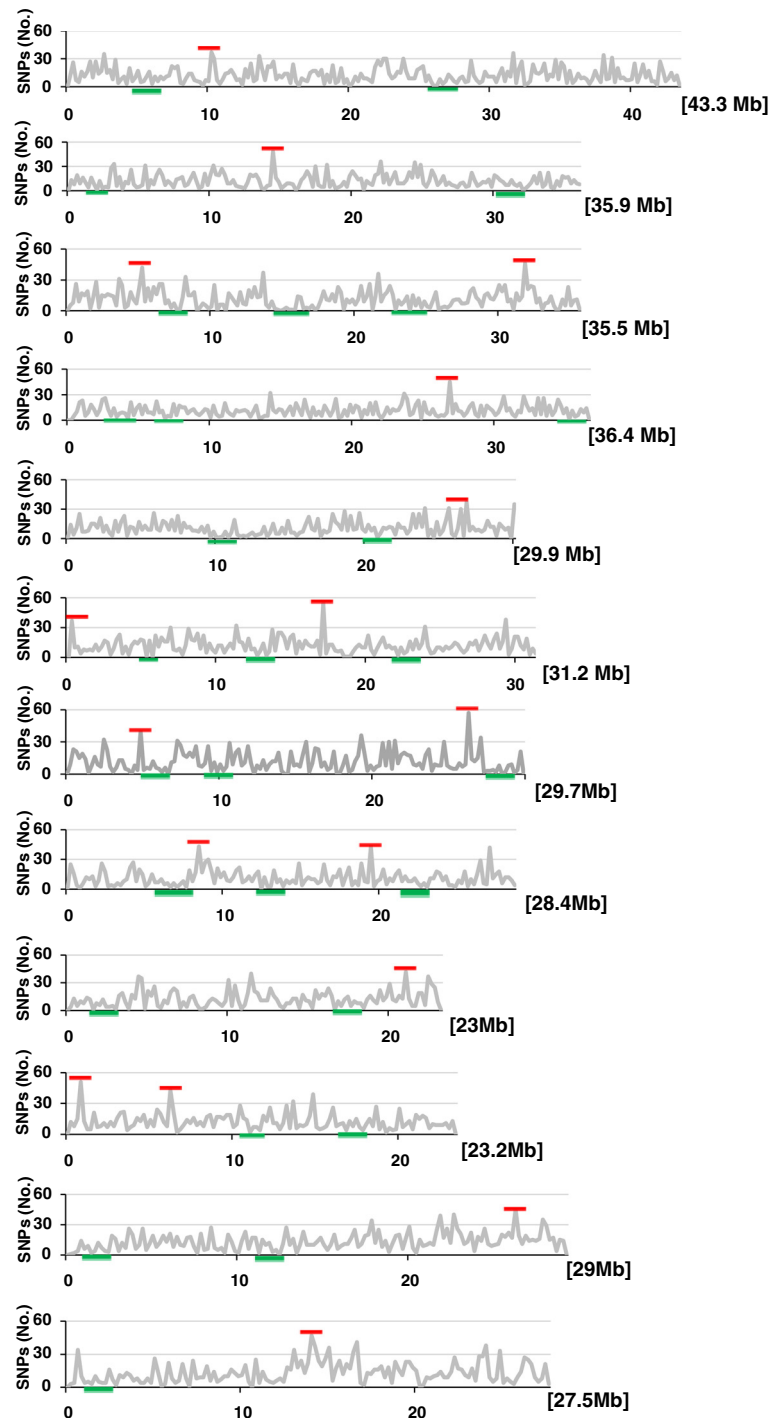 SNPs (No.)
60
30
0
0 10 20 30 40
[43.3 Mb]
SNPs (No.)
60
30
0
0 10 20 30
[35.9 Mb]
SNPs (No.)
60
30
0
0 10 20 30
[35.5 Mb]
SNPs (No.)
60
30
0
0 10 20 30
[36.4 Mb]
SNPs (No.)
60
30
0
0 10 20
[29.9 Mb]
SNPs (No.)
60
30
0
0 10 20 30
[31.2 Mb]
SNPs (No.)
60
30
0
0 10 20
[29.7Mb]
SNPs (No.)
60
30
0
0 10 20
[28.4Mb]
SNPs (No.)
60
30
0
0 10 20
[23Mb]
SNPs (No.)
60
30
0
0 10 20
[23.2Mb]
SNPs (No.)
60
30
0
0 10 20
[29Mb]
SNPs (No.)
60
30
0
0 10 20
[27.5Mb]